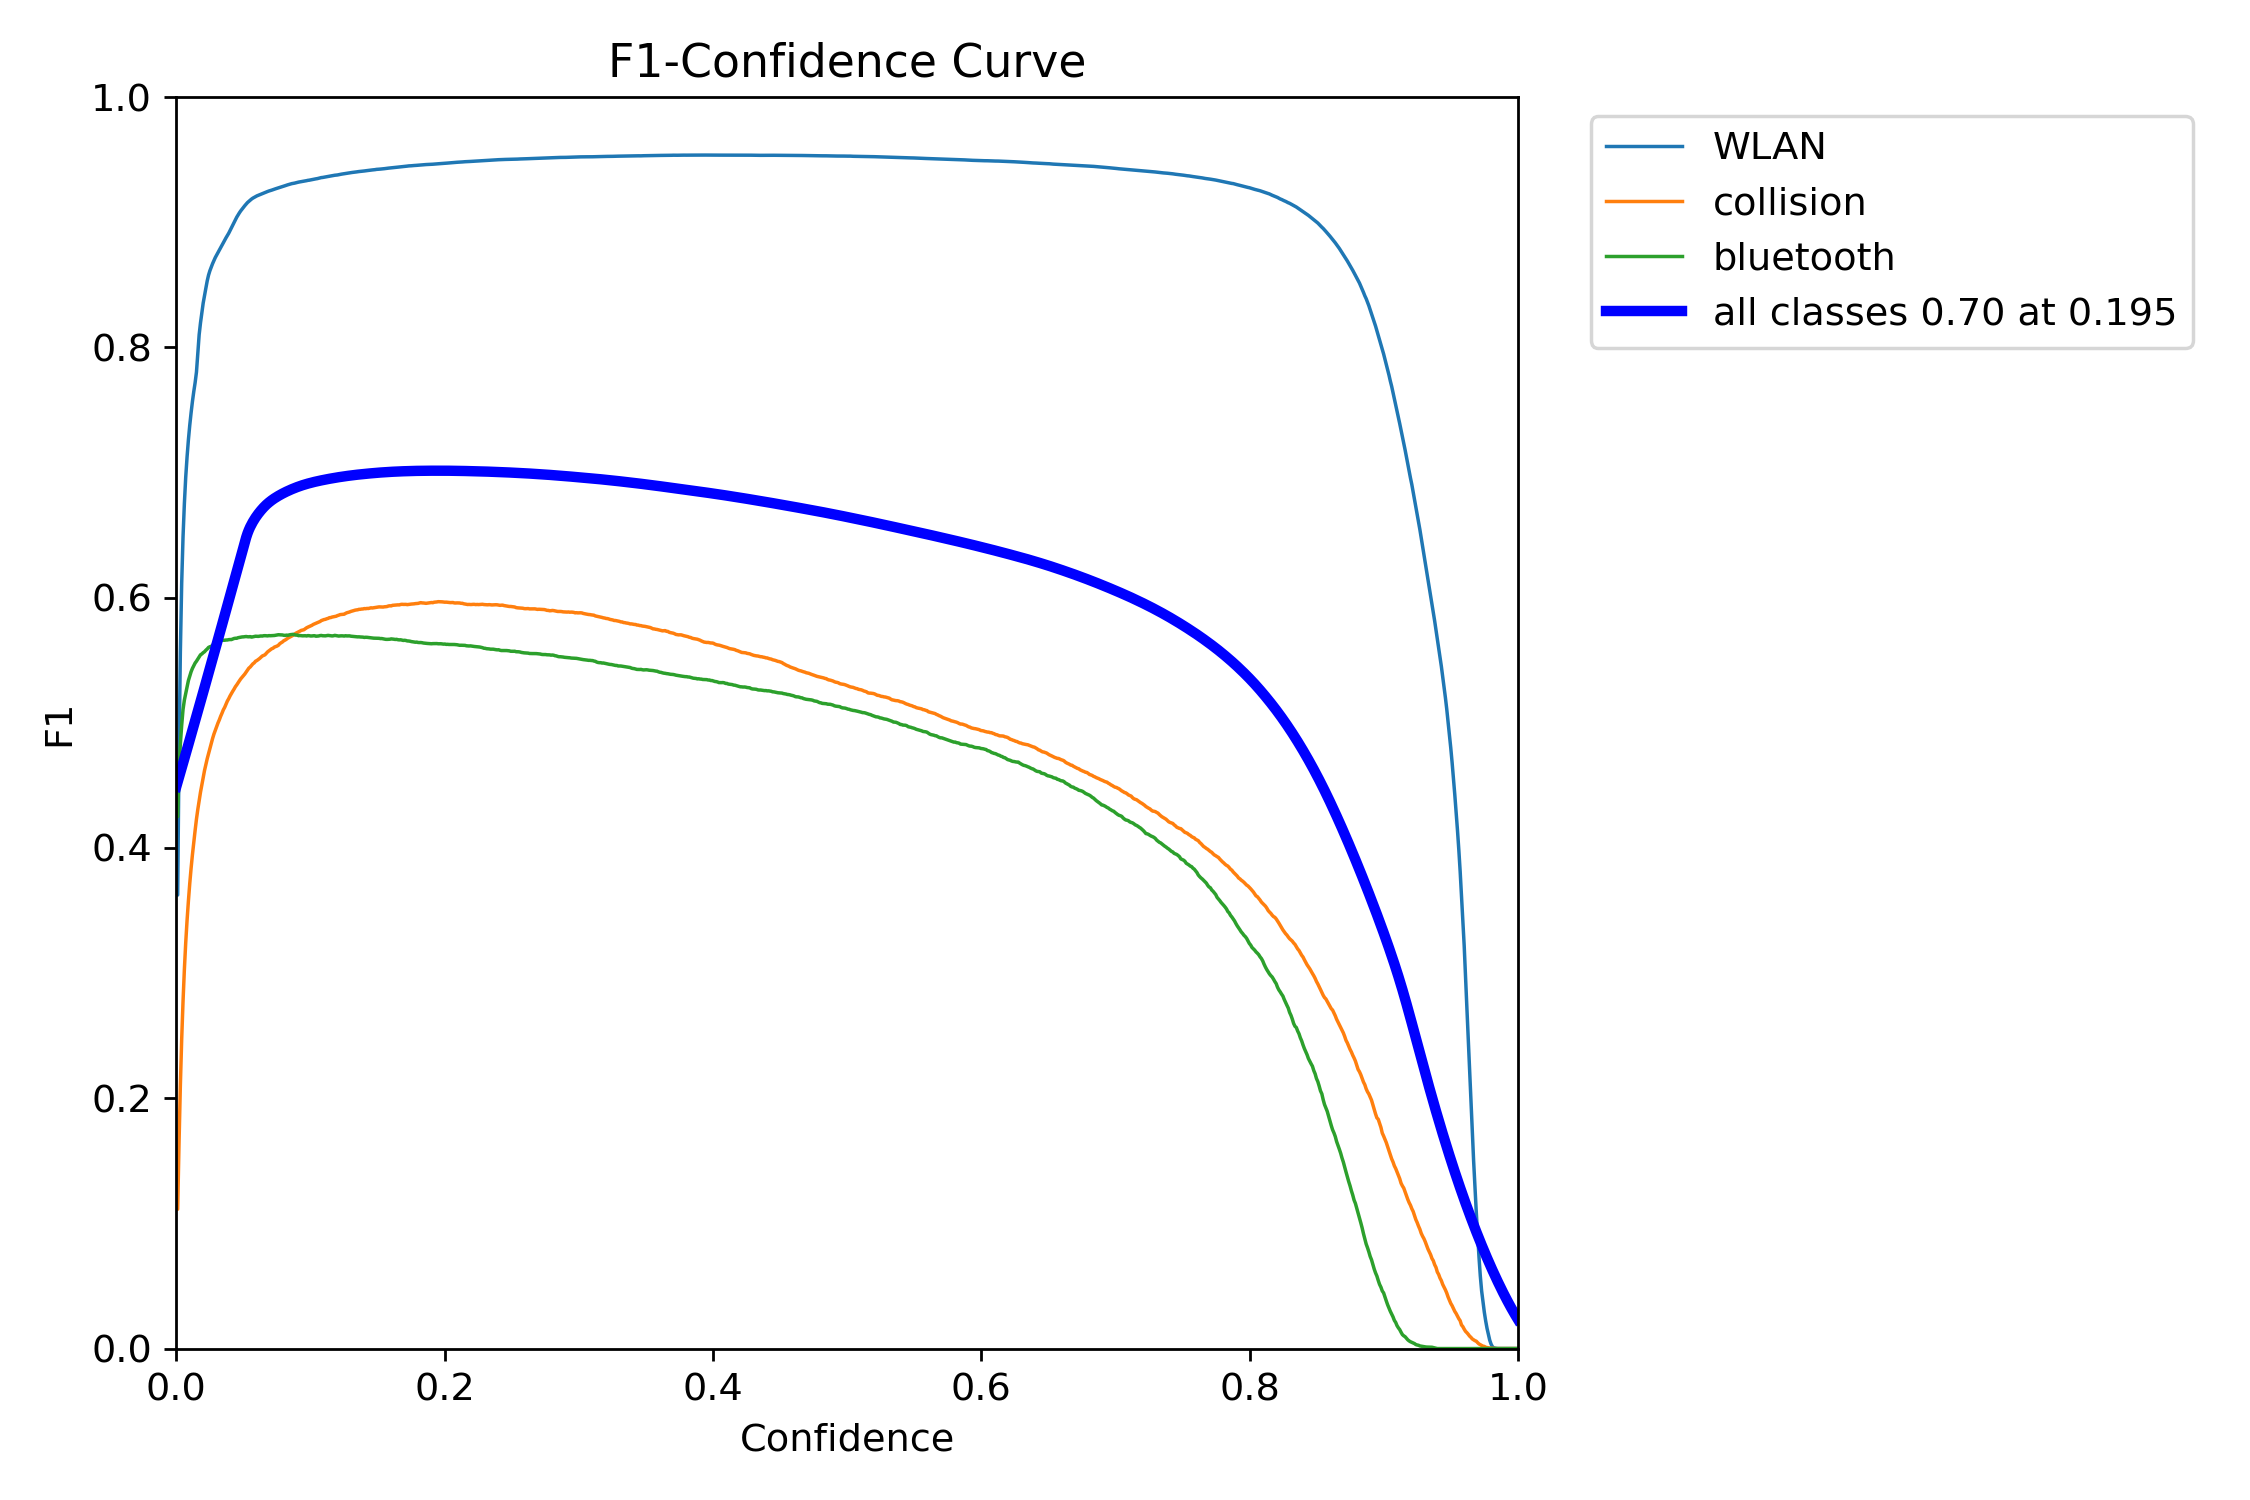 F1-Confidence Curve
1.0
0.8
0.6
0.4
0.2
0.0
F1
0.0 0.2 0.4 0.6 0.8 1.0
Confidence
WLAN
collision
bluetooth
all classes 0.70 at 0.195